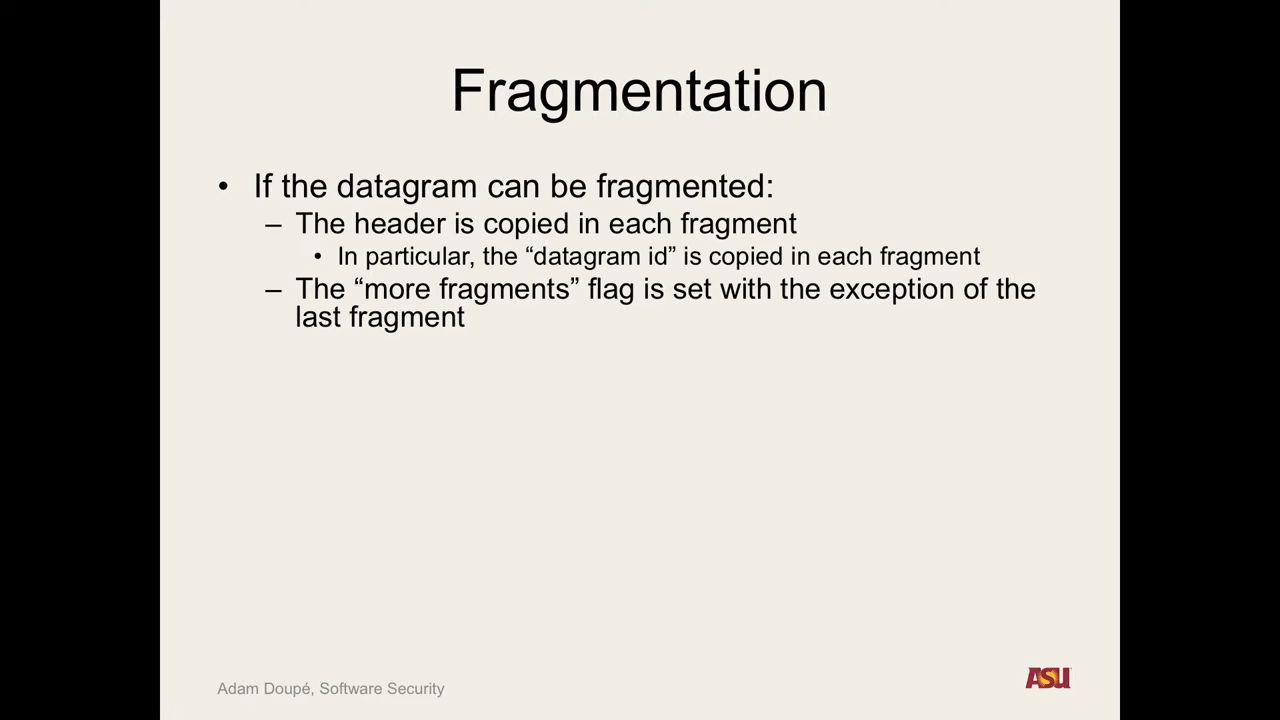 Fragmentation
• If the datagram can be fragmented:
– The header is copied in each fragment
• In particular, the “datagram id” is copied in each fragment
– The “more fragments” flag is set with the exception of the
last fragment
Adam Doupé, Software Security
ASU